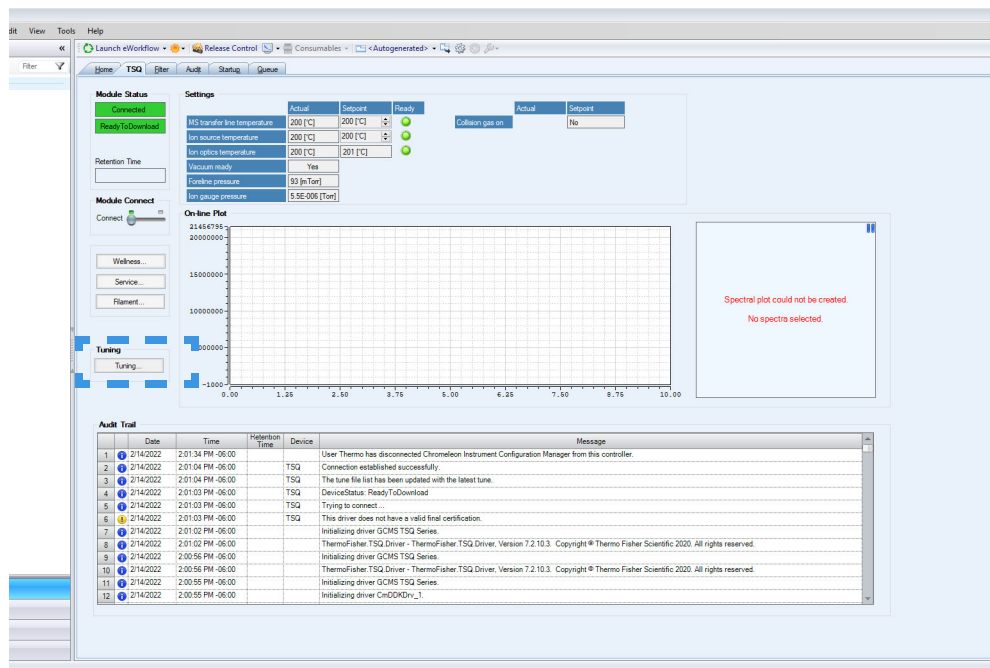 dit View Tools Help
«
Launch eWorkflow Release Control Consumables <Autogenerated>
Filter
Home TSQ Filter Audit Startup Queue
Module Status
Connected
ReadyToDownload
Retention Time
Module Connect
Connect
Wellness...
Service...
Filament...
Tuning
Tuning...
Settings
Actual Setpoint Ready
MS transfer line temperature 200 [°C] 200 [°C]
Ion source temperature 200 [°C] 200 [°C]
Ion optics temperature 200 [°C] 201 [°C]
Vacuum ready Yes
Foreline pressure 93 [mTorr]
Ion gauge pressure 5.5E-006 [Torr]
Actual Setpoint
Collision gas on No
On-line Plot
21456795
20000000
15000000
10000000
-1000
0.00 1.25 2.50 3.75 5.00 6.25 7.50 8.75 10.00
Spectral plot could not be created.
No spectra selected.
Audit Trail
Date Time Retention Time Device Message
1 2/14/2022 2:01:34 PM -06:00 User Thermo has disconnected Chromeleon Instrument Configuration Manager from this controller.
2 2/14/2022 2:01:04 PM -06:00 TSQ Connection established successfully.
3 2/14/2022 2:01:04 PM -06:00 TSQ The tune file list has been updated with the latest tune.
4 2/14/2022 2:01:03 PM -06:00 TSQ DeviceStatus: ReadyToDownload
5 2/14/2022 2:01:03 PM -06:00 TSQ Trying to connect ...
6 2/14/2022 2:01:03 PM -06:00 TSQ This driver does not have a valid final certification.
7 2/14/2022 2:01:02 PM -06:00 Initializing driver GCMS TSQ Series.
8 2/14/2022 2:01:02 PM -06:00 ThermoFisher.TSQ.Driver - ThermoFisher.TSQ.Driver, Version 7.2.10.3. Copyright ® Thermo Fisher Scientific 2020. All rights reserved.
9 2/14/2022 2:00:56 PM -06:00 Initializing driver GCMS TSQ Series.
10 2/14/2022 2:00:56 PM -06:00 ThermoFisher.TSQ.Driver - ThermoFisher.TSQ.Driver, Version 7.2.10.3. Copyright ® Thermo Fisher Scientific 2020. All rights reserved.
11 2/14/2022 2:00:55 PM -06:00 Initializing driver GCMS TSQ Series.
12 2/14/2022 2:00:55 PM -06:00 Initializing driver CmDDKDrv_1.